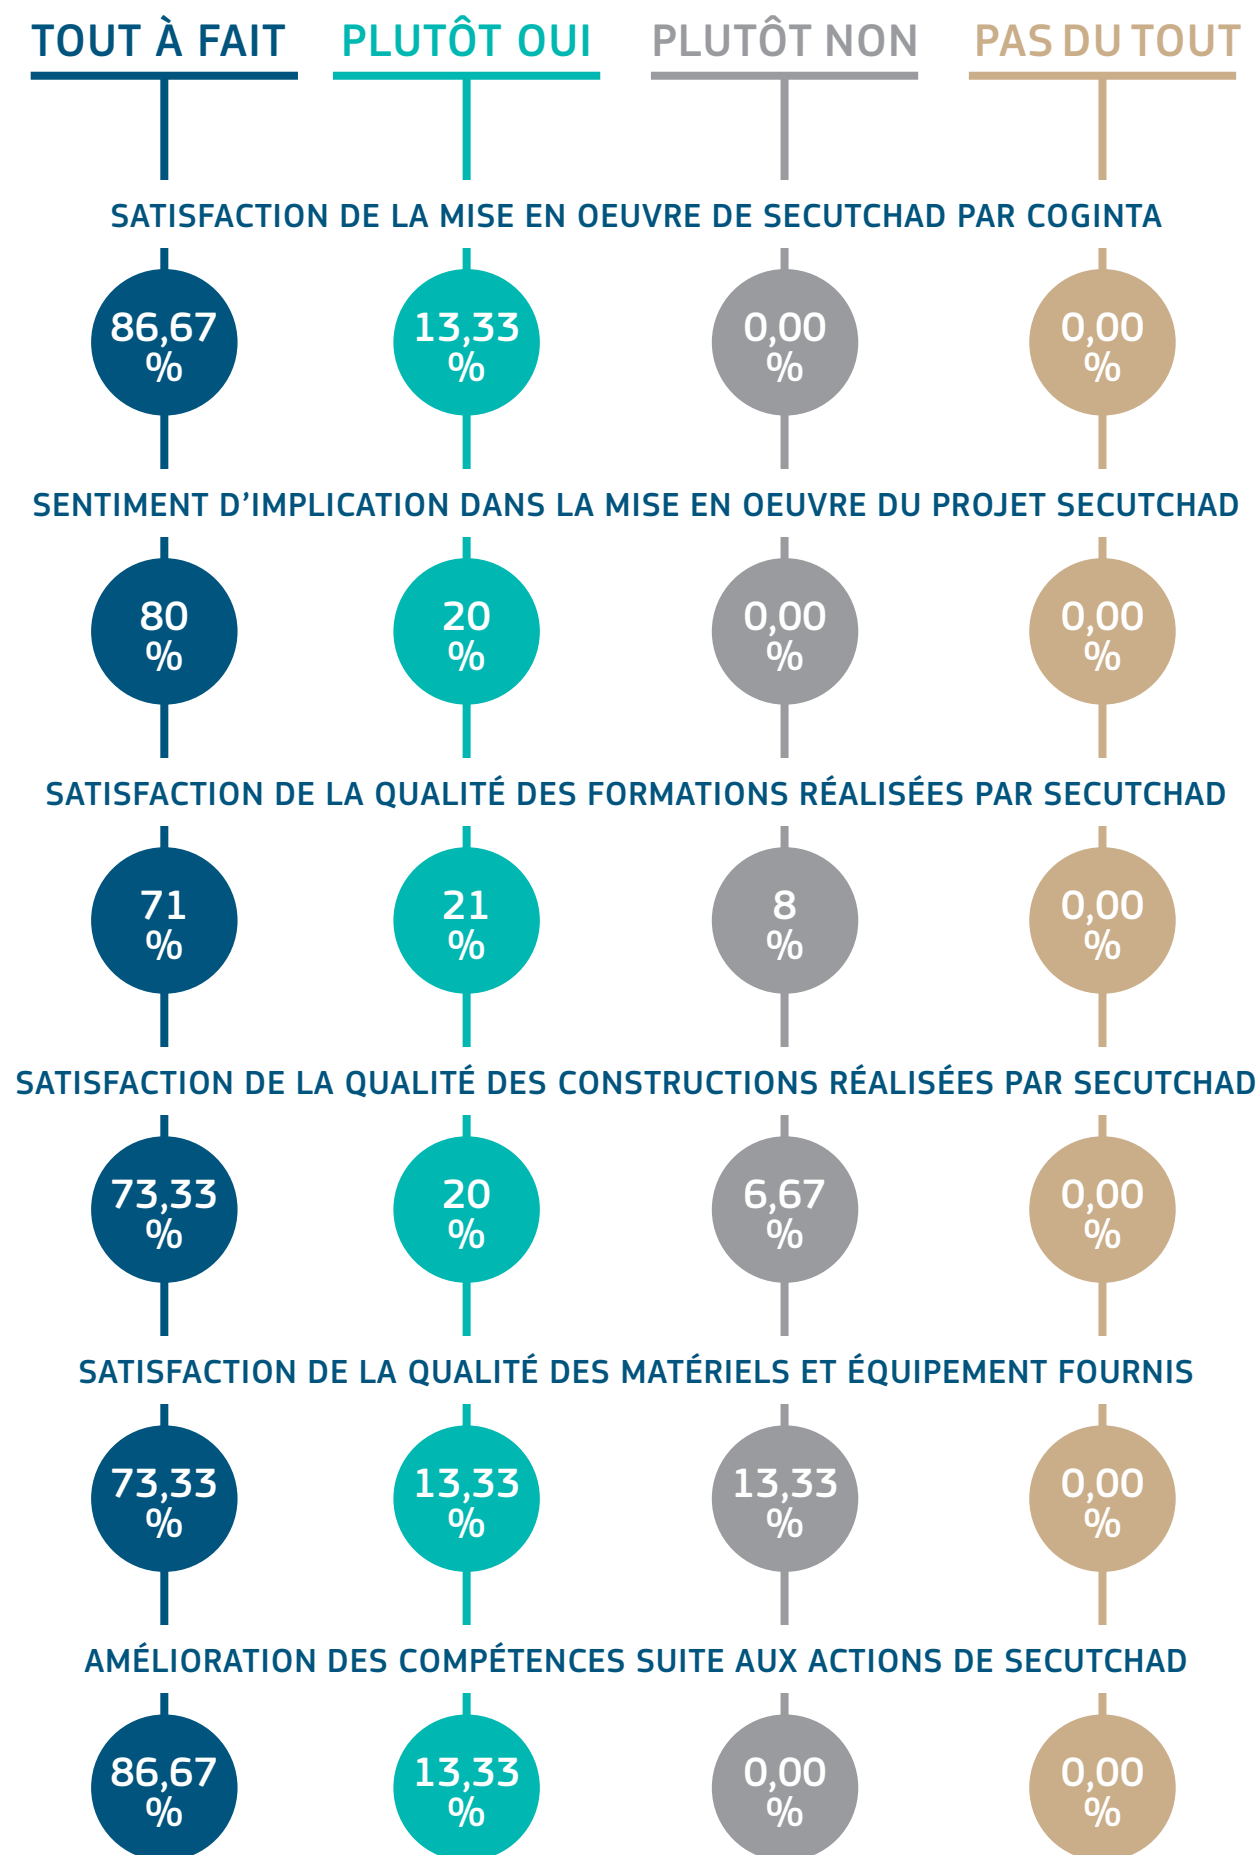 TOUT À FAIT PLUTÔT OUI PLUTÔT NON PAS DU TOUT
SATISFACTION DE LA MISE EN OEUVRE DE SECUTCHAD PAR COGINTA
86,67 % 13,33 % 0,00 % 0,00 %
SENTIMENT D’IMPLICATION DANS LA MISE EN OEUVRE DU PROJET SECUTCHAD
80 % 20 % 0,00 % 0,00 %
SATISFACTION DE LA QUALITÉ DES FORMATIONS RÉALISÉES PAR SECUTCHAD
71 % 21 % 8 % 0,00 %
SATISFACTION DE LA QUALITÉ DES CONSTRUCTIONS RÉALISÉES PAR SECUTCHAD
73,33 % 20 % 6,67 % 0,00 %
SATISFACTION DE LA QUALITÉ DES MATÉRIELS ET ÉQUIPEMENT FOURNIS
73,33 % 13,33 % 13,33 % 0,00 %
AMÉLIORATION DES COMPÉTENCES SUITE AUX ACTIONS DE SECUTCHAD
86,67 % 13,33 % 0,00 % 0,00 %